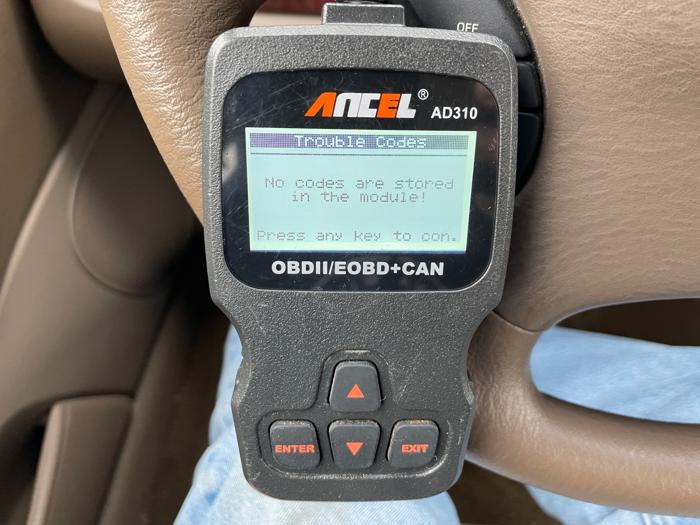 OFF
ANCEL® AD310
Trouble Codes
No codes are stored
in the module!
Press any key to con.
OBDII/EOBD+CAN
ENTER
EXIT